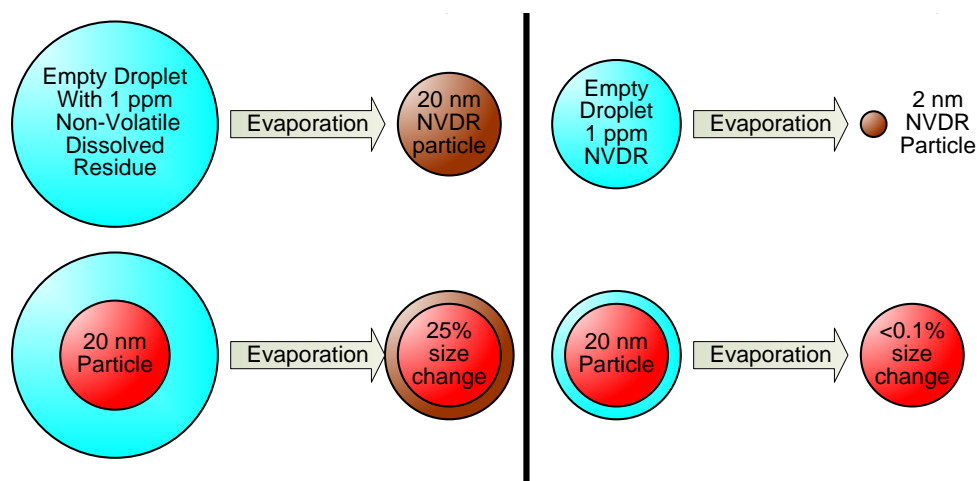 Empty Droplet
With 1 ppm
Non-Volatile
Dissolved
Residue
Evaporation
20 nm
NVDR
particle
Empty
Droplet
1 ppm
NVDR
Evaporation
2 nm
NVDR
Particle
20 nm
Particle
Evaporation
25%
size
change
20 nm
Particle
Evaporation
<0.1%
size
change